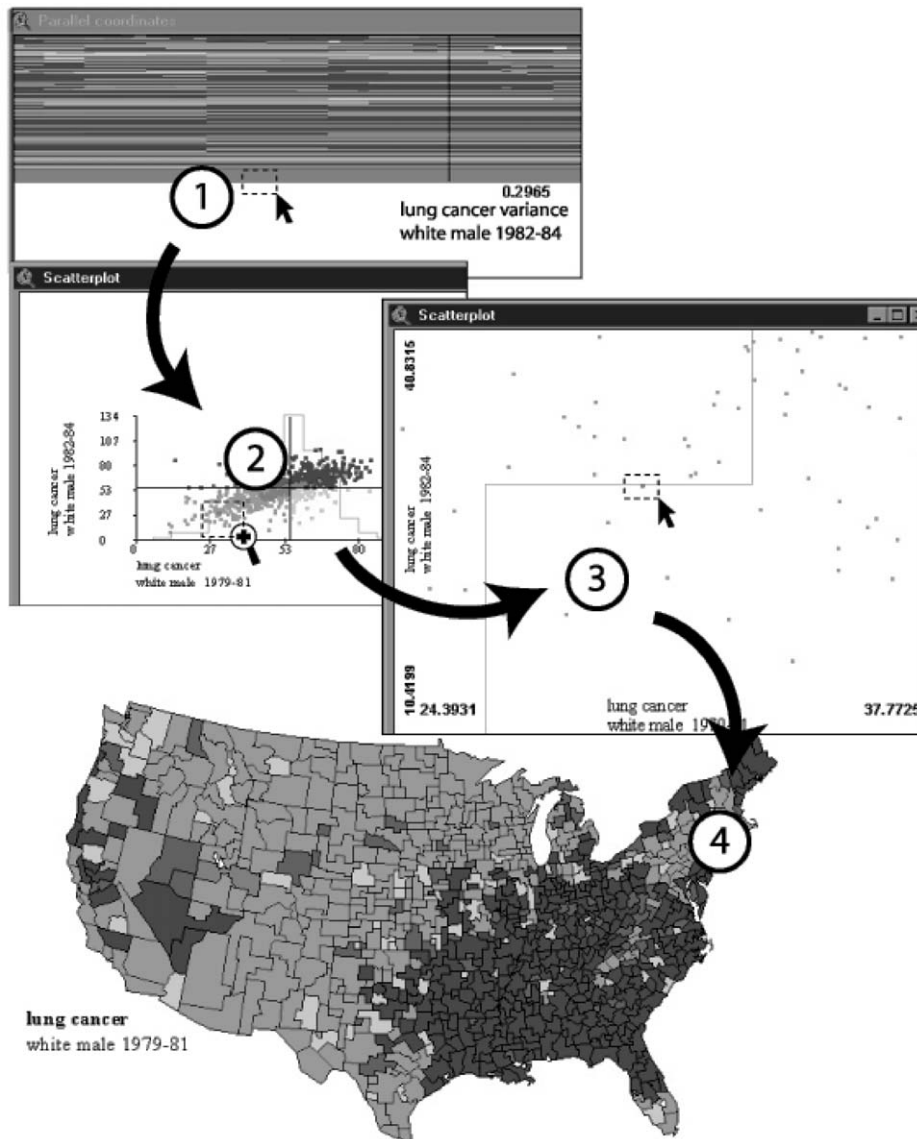 Parallel coordinates
1
0.2965
lung cancer variance
white male 1982-84
Scatterplot
134
107
80
53
27
0
lung cancer
white male 1982-84
2
0
27
53
80
lung cancer
white male 1979-81
Scatterplot
40.8315
lung cancer
white male 1982-84
10.4199
3
24.3931
lung cancer
white male
37.7725
4
lung cancer
white male 1979-81